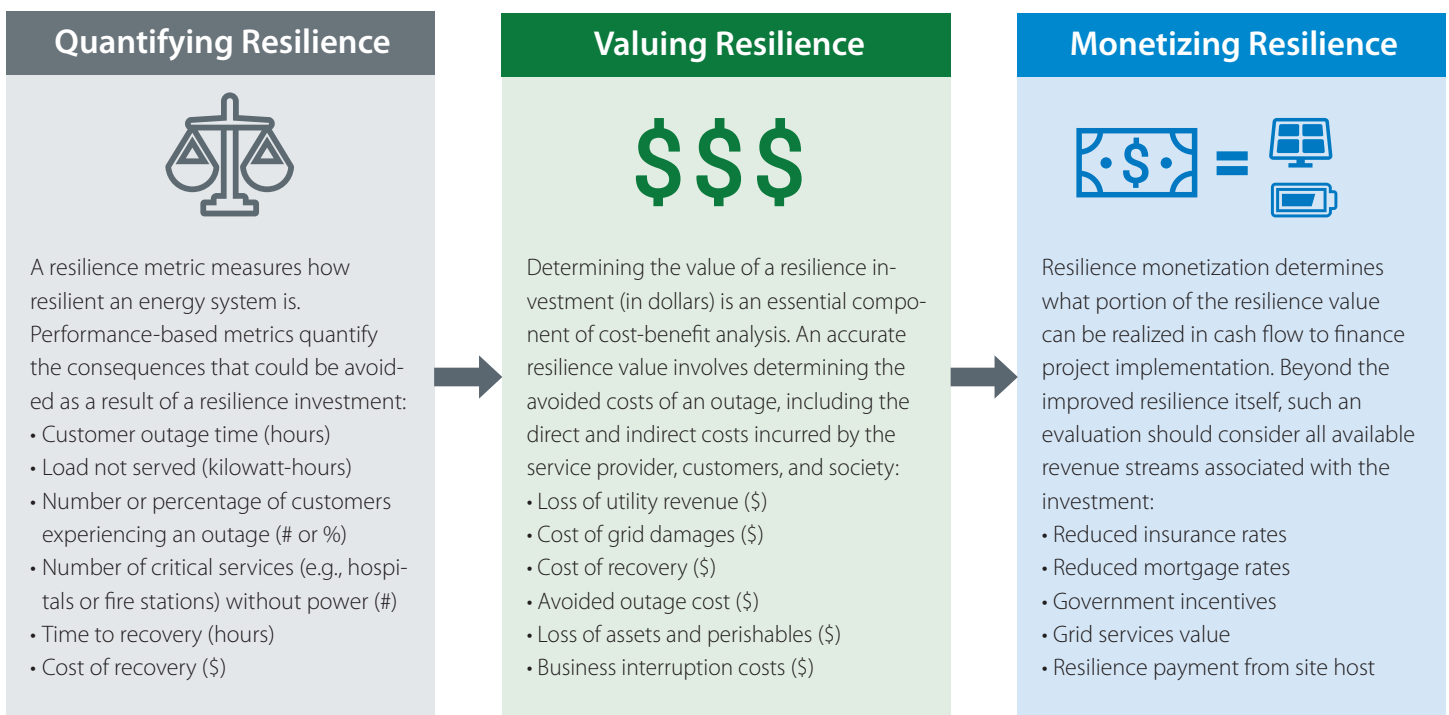 Quantifying Resilience
A resilience metric measures how
resilient an energy system is.
Performance-based metrics quantify
the consequences that could be avoid-
ed as a result of a resilience investment:
• Customer outage time (hours)
• Load not served (kilowatt-hours)
• Number or percentage of customers
experiencing an outage (# or %)
• Number of critical services (e.g., hospi-
tals or fire stations) without power (#)
• Time to recovery (hours)
• Cost of recovery ($)
Valuing Resilience
$$$
Determining the value of a resilience in-
vestment (in dollars) is an essential compo-
nent of cost-benefit analysis. An accurate
resilience value involves determining the
avoided costs of an outage, including the
direct and indirect costs incurred by the
service provider, customers, and society:
• Loss of utility revenue ($)
• Cost of grid damages ($)
• Cost of recovery ($)
• Avoided outage cost ($)
• Loss of assets and perishables ($)
• Business interruption costs ($)
Monetizing Resilience
$ =
Resilience monetization determines
what portion of the resilience value
can be realized in cash flow to finance
project implementation. Beyond the
improved resilience itself, such an
evaluation should consider all available
revenue streams associated with the
investment:
• Reduced insurance rates
• Reduced mortgage rates
• Government incentives
• Grid services value
• Resilience payment from site host